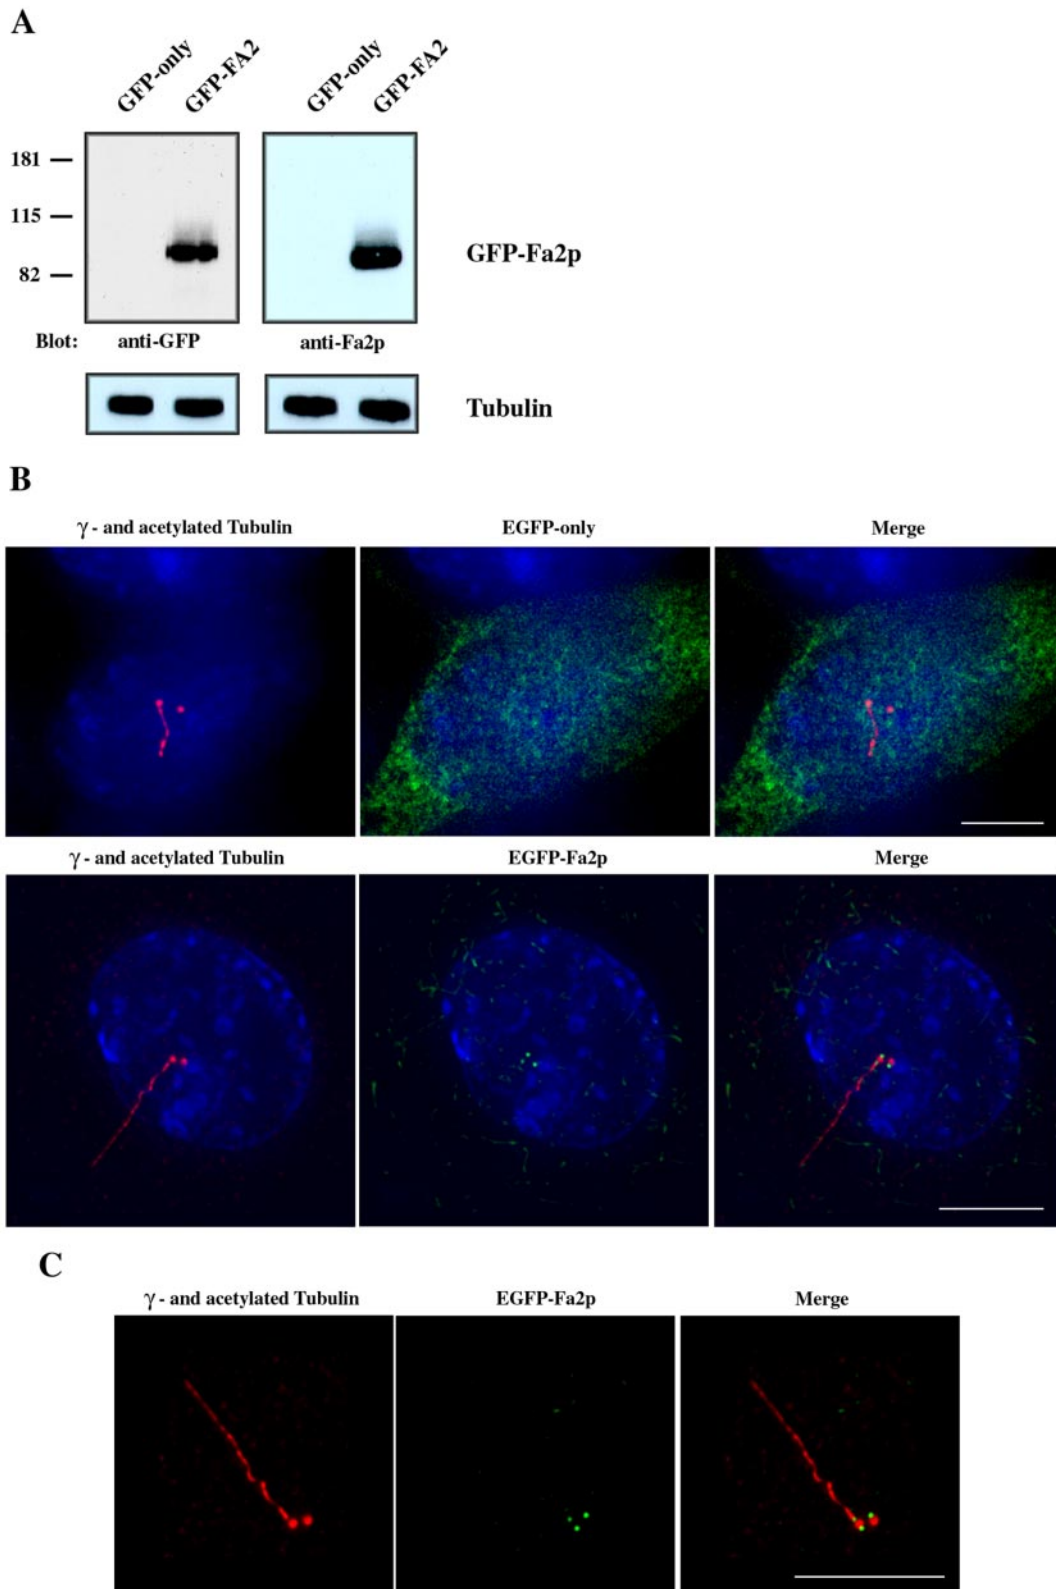 A
GFP-only GFP-FA2 GFP-only GFP-FA2
181
115
82
GFP-Fa2p
Blot: anti-GFP anti-Fa2p
Tubulin
B
γ - and acetylated Tubulin EGFP-only Merge
γ - and acetylated Tubulin EGFP-Fa2p Merge
C
γ - and acetylated Tubulin EGFP-Fa2p Merge